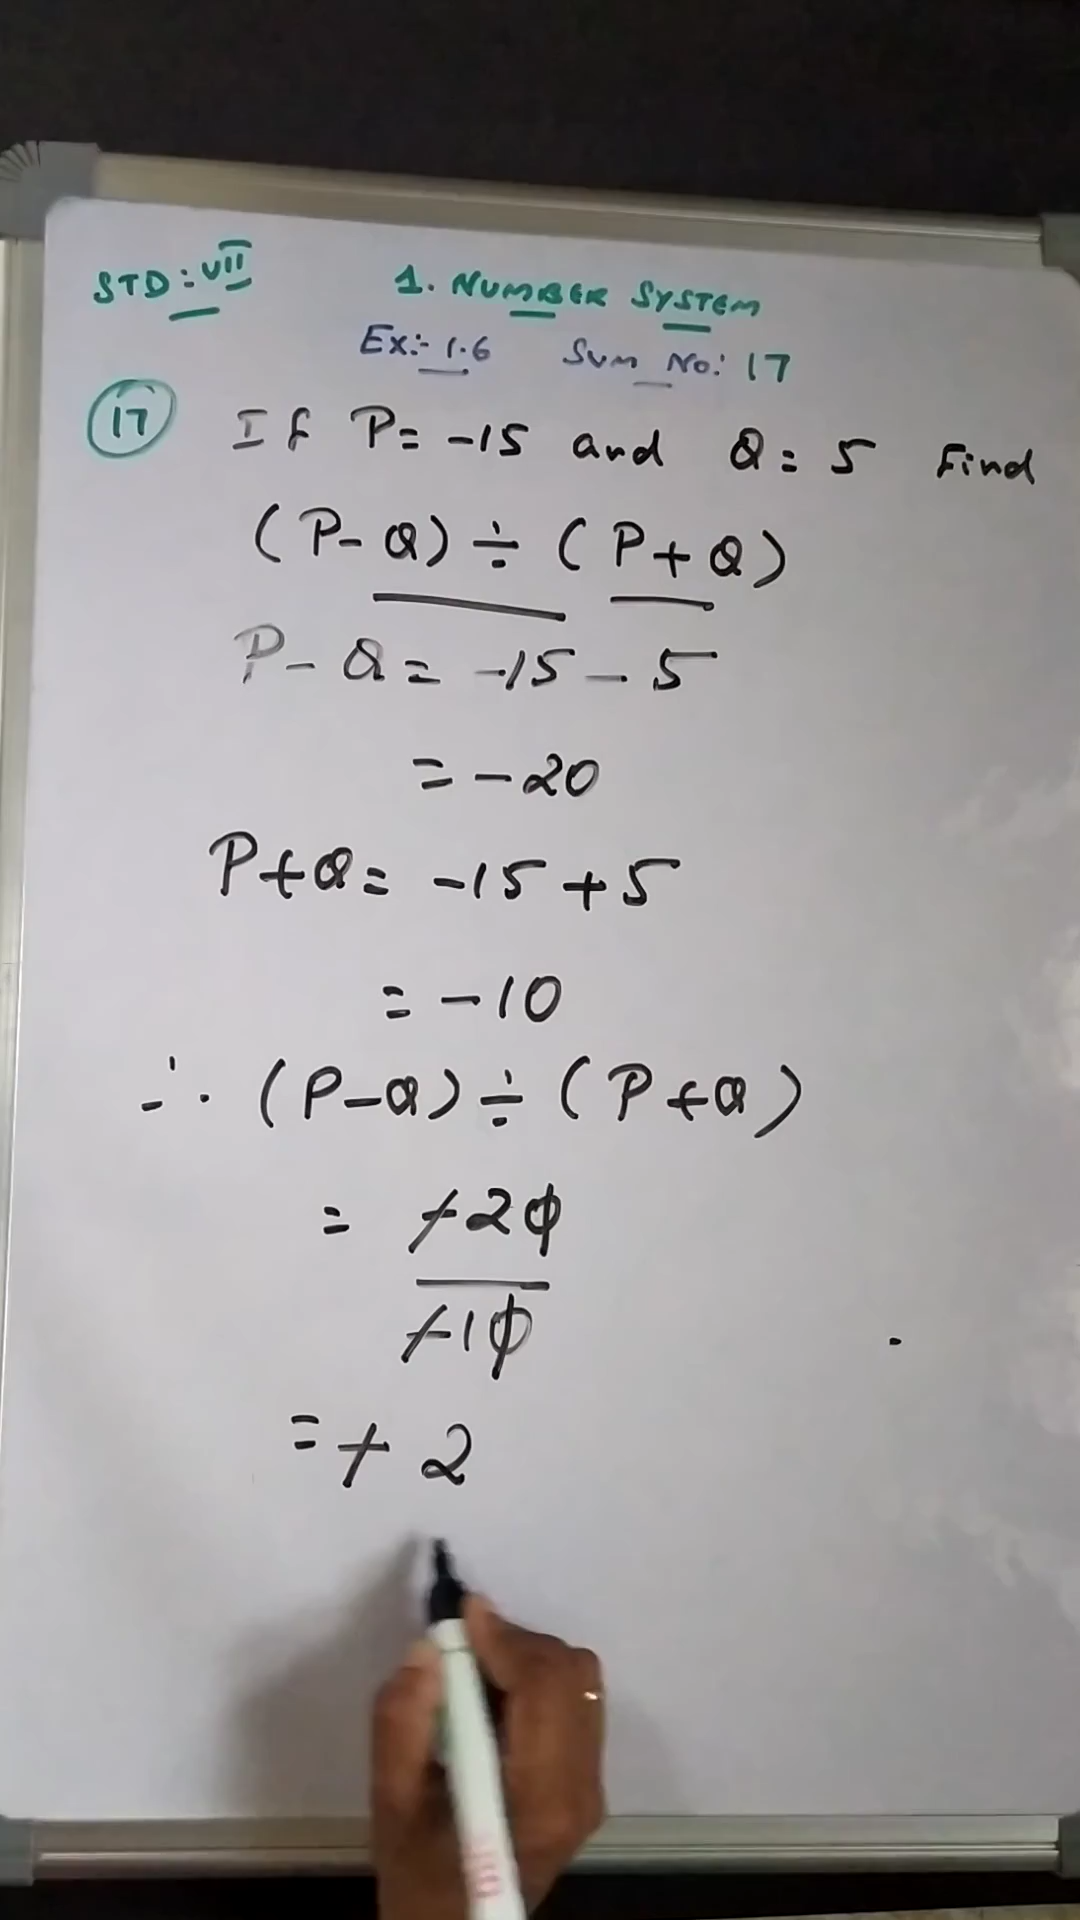 STD: VII 1. NUMBER SYSTEM
Ex:- 1.6 Sum No: 17
17 If P = -15 and Q = 5 Find
(P - Q) ÷ (P + Q)
P - Q = -15 - 5
= -20
P + Q = -15 + 5
= -10
∴ (P - Q) ÷ (P + Q)
= -20
-10
= + 2